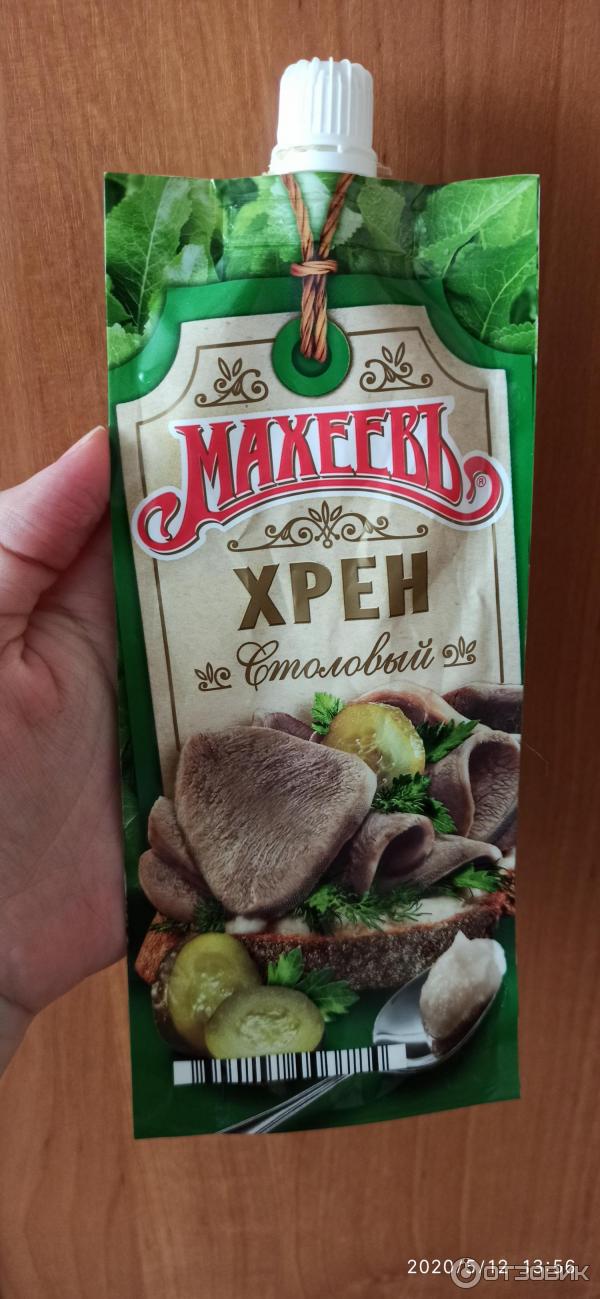 МАХЕЕВЪ
®
ХРЕН
Столовый
2020/5/12 13:56
ОТЗОВИК